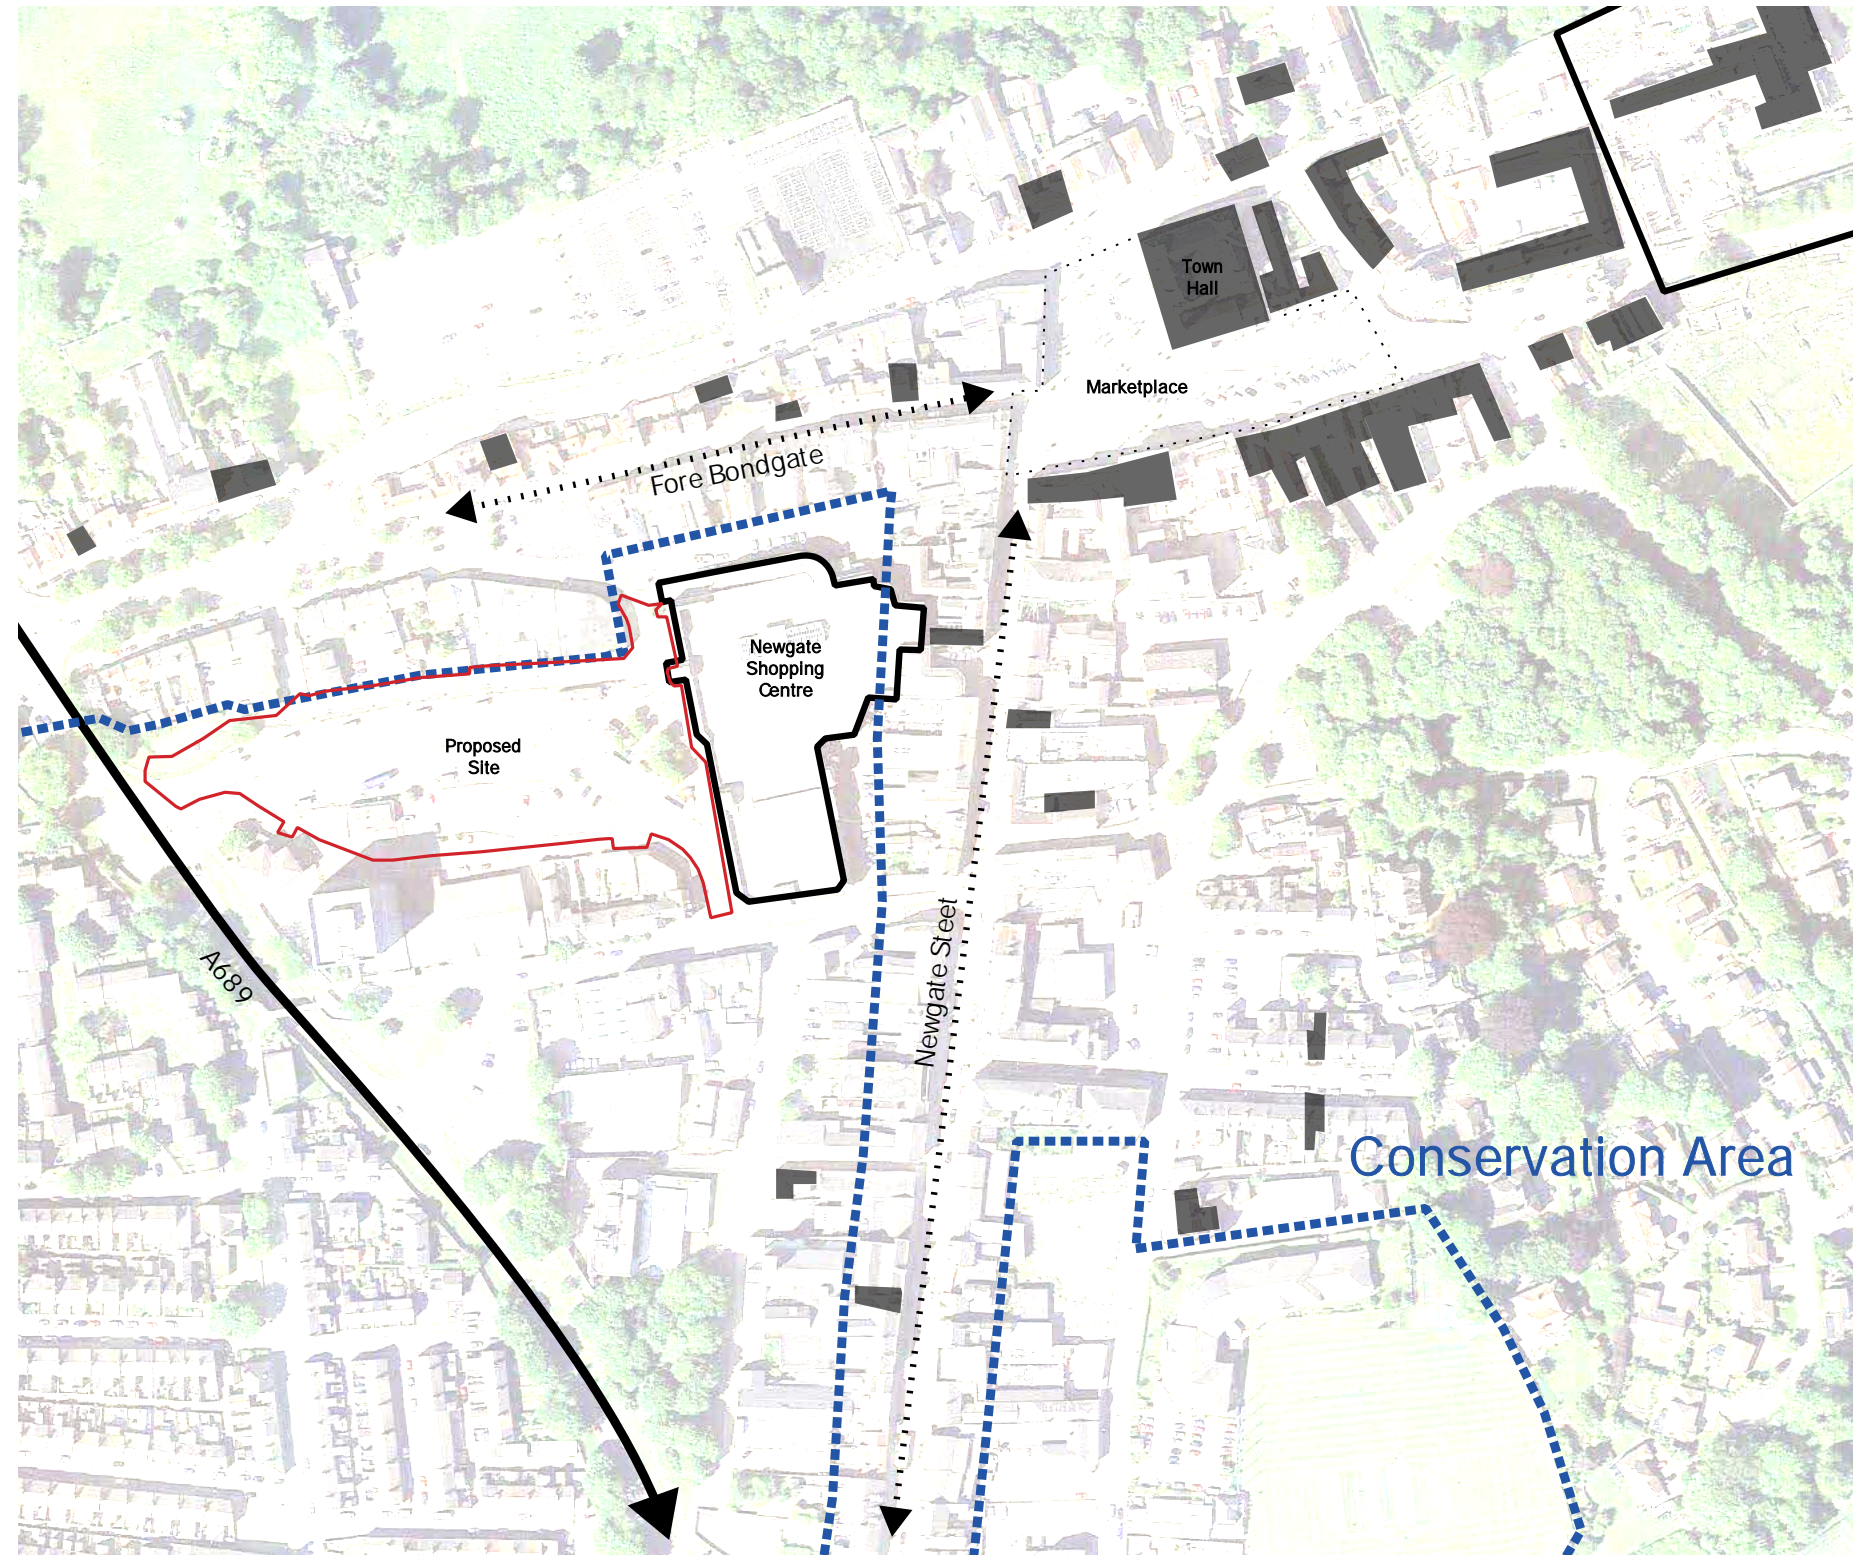 Town
Hall
Marketplace
Fore Bondgate
Newgate
Shopping
Centre
Proposed
Site
A689
Newgate Steet
Conservation Area